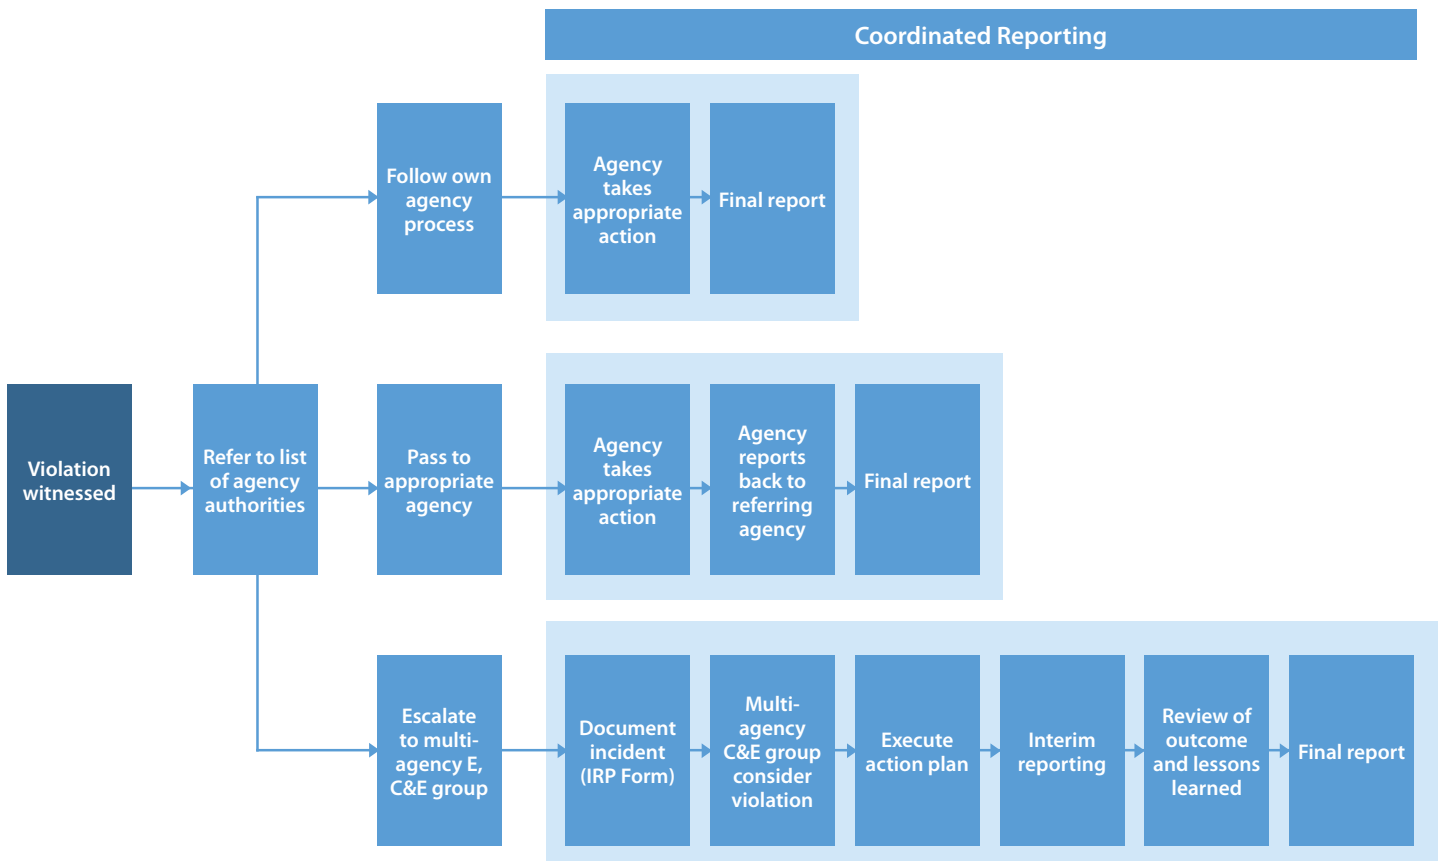 Coordinated Reporting
Follow own
agency
process
Agency
takes
appropriate
action
Final report
Violation
witnessed
Refer to list
of agency
authorities
Pass to
appropriate
agency
Agency
takes
appropriate
action
Agency
reports
back to
referring
agency
Final report
Escalate
to multi-
agency E,
C&E group
Document
incident
(IRP Form)
Multi-
agency
C&E group
consider
violation
Execute
action plan
Interim
reporting
Review of
outcome
and lessons
learned
Final report